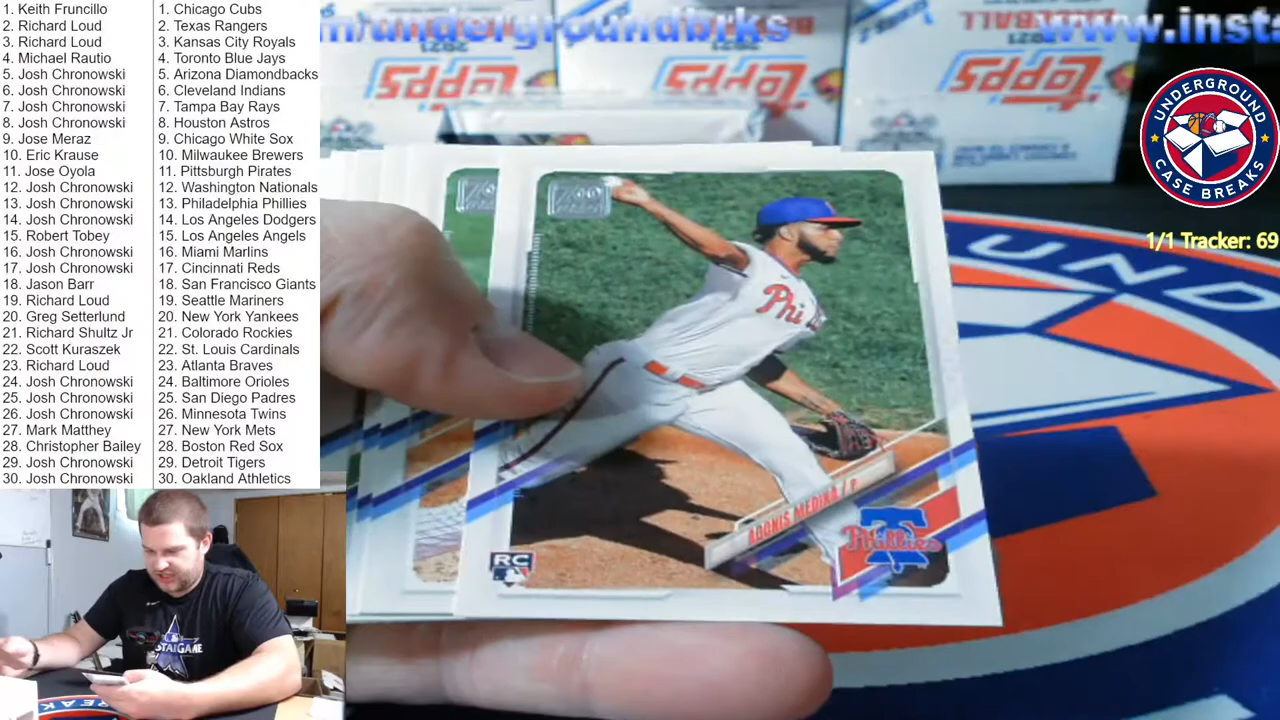 1. Keith Fruncillo
2. Richard Loud
3. Richard Loud
4. Michael Rautio
5. Josh Chronowski
6. Josh Chronowski
7. Josh Chronowski
8. Josh Chronowski
9. Jose Meraz
10. Eric Krause
11. Jose Oyola
12. Josh Chronowski
13. Josh Chronowski
14. Josh Chronowski
15. Robert Tobey
16. Josh Chronowski
17. Josh Chronowski
18. Jason Barr
19. Richard Loud
20. Greg Setterlund
21. Richard Shultz Jr
22. Scott Kuraszek
23. Richard Loud
24. Josh Chronowski
25. Josh Chronowski
26. Josh Chronowski
27. Mark Matthey
28. Christopher Bailey
29. Josh Chronowski
30. Josh Chronowski
1. Chicago Cubs
2. Texas Rangers
3. Kansas City Royals
4. Toronto Blue Jays
5. Arizona Diamondbacks
6. Cleveland Indians
7. Tampa Bay Rays
8. Houston Astros
9. Chicago White Sox
10. Milwaukee Brewers
11. Pittsburgh Pirates
12. Washington Nationals
13. Philadelphia Phillies
14. Los Angeles Dodgers
15. Los Angeles Angels
16. Miami Marlins
17. Cincinnati Reds
18. San Francisco Giants
19. Seattle Mariners
20. New York Yankees
21. Colorado Rockies
22. St. Louis Cardinals
23. Atlanta Braves
24. Baltimore Orioles
25. San Diego Padres
26. Minnesota Twins
27. New York Mets
28. Boston Red Sox
29. Detroit Tigers
30. Oakland Athletics
m/undergroundbrks
www.inst
2021
BASEBALL
topps
topps
topps
UNDERGROUND
CASE BREAKS
1/1 Tracker: 69
UND
70
Phi
ADONIS MEDINA / P
Phillies
RC